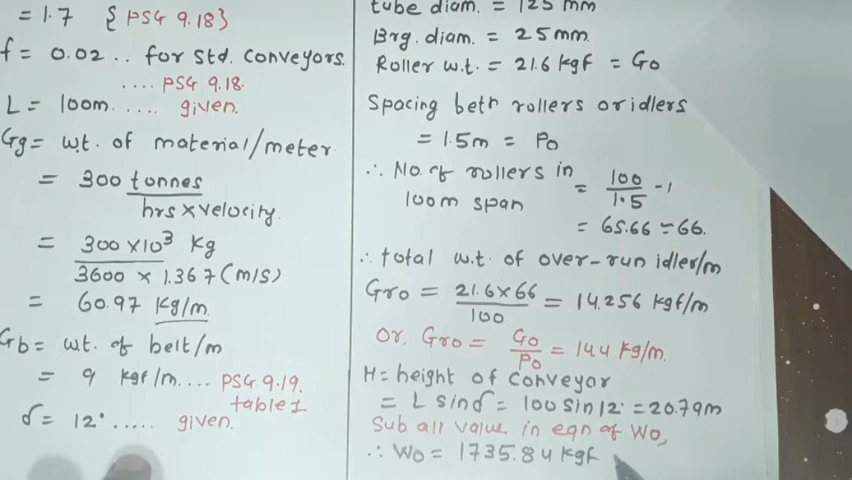 = 1.7 {PSG 9.18}
f = 0.02 .. for std. conveyors.
.... PSG 9.18.
L = 100m ..... given.
Gg = wt. of material/meter
= 300 tonnes
hrs × velocity.
= 300 × 10³ kg
3600 × 1.367 (m/s)
= 60.97 kg/m.
Gb = wt. of belt/m
= 9 kgf/m .... PSG 9.19.
table 1
σ = 12° ..... given.
tube diam. = 125 mm
Brg. diam. = 25mm
Roller w.t. = 21.6 kgf = Go
Spacing betn rollers or idlers
= 1.5m = Po
∴ No. of rollers in
100m span
= 100
1.5 - 1
= 65.66 ≃ 66.
∴ total w.t. of over-run idler/m
Gro = 21.6 × 66 = 14.256 kgf/m
100
Or. Gro = Go = 14.4 kg/m.
Po
H = height of conveyor
= L sinσ = 100 sin 12° = 20.79m
Sub all value in eqn of Wo,
∴ Wo = 1735.84 kgf